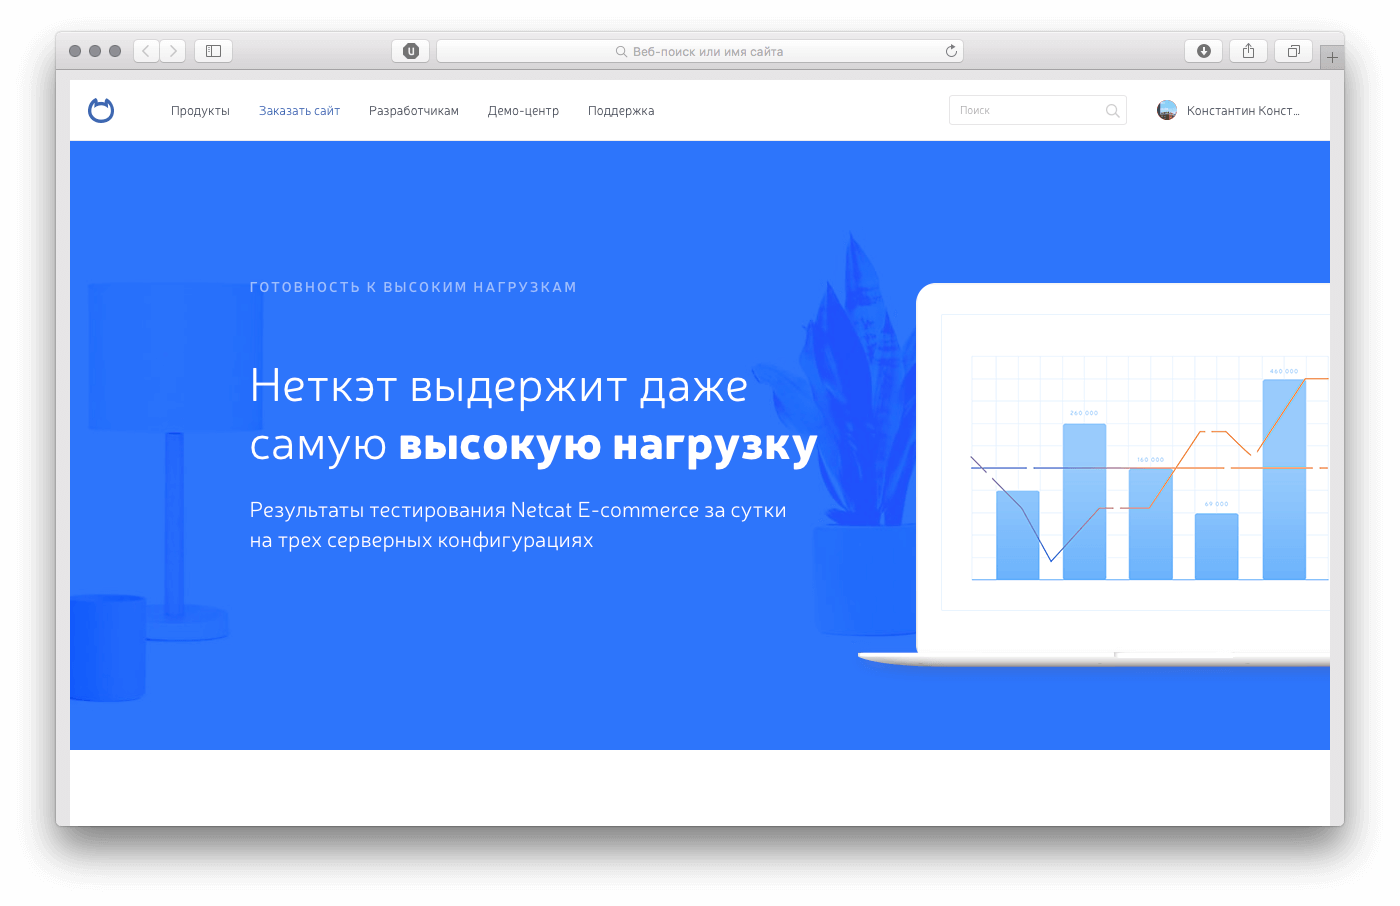 U
Веб-поиск или имя сайта
Продукты
Заказать сайт
Разработчикам
Демо-центр
Поддержка
Поиск
Константин Конст...
ГОТОВНОСТЬ К ВЫСОКИМ НАГРУЗКАМ
Неткэт выдержит даже
самую высокую нагрузку
Результаты тестирования Netcat E-commerce за сутки
на трех серверных конфигурациях
460 000
260 000
160 000
69 000